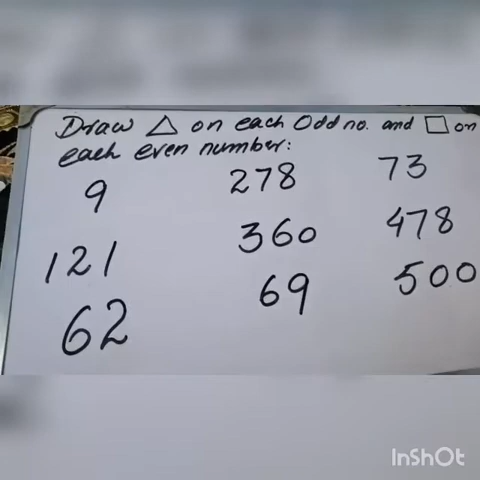 Draw △ on each Odd no. and □ on
each even number:
9 278 73
121 360 478
62 69 500
InShOt